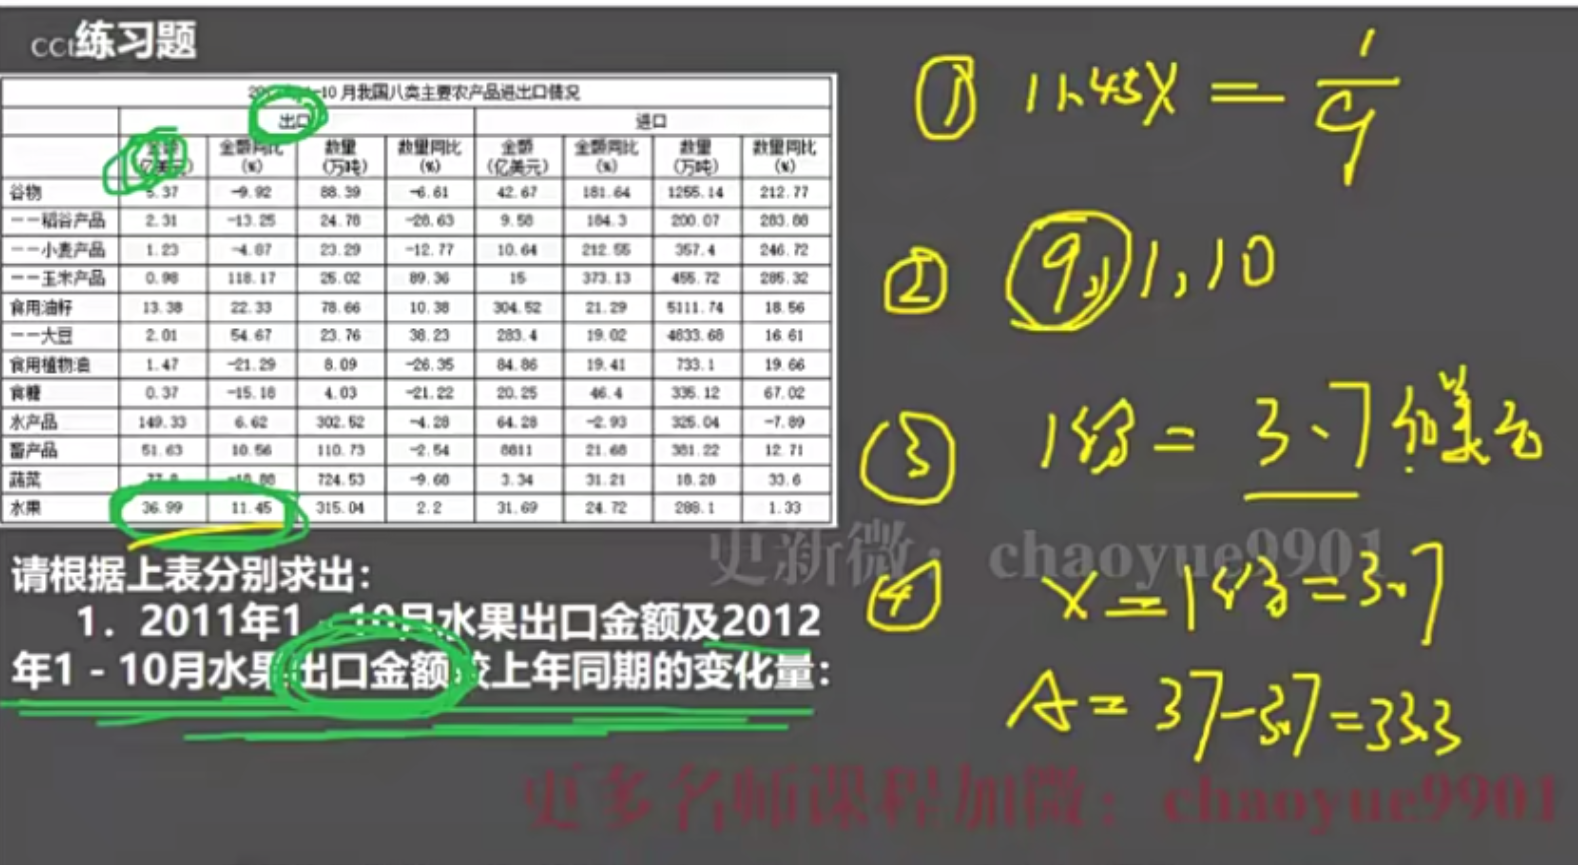 CCt练习题
-10 月我国八类主要农产品进出口情况
出口 进口
金额(亿美元) 金额同比(%) 数量(万吨) 数量同比(%) 金额(亿美元) 金额同比(%) 数量(万吨) 数量同比(%)
谷物 5.37 -9.92 88.39 -6.61 42.67 181.64 1255.14 212.77
——稻谷产品 2.31 -13.25 24.78 -28.63 9.58 184.3 200.07 283.88
——小麦产品 1.23 -4.87 23.29 -12.77 10.64 212.55 357.4 246.72
——玉米产品 0.98 118.17 25.02 89.36 15 373.13 455.72 285.32
食用油籽 13.38 22.33 78.66 10.38 304.52 21.29 5111.74 18.56
——大豆 2.01 54.67 23.76 38.23 283.4 19.02 4833.68 16.61
食用植物油 1.47 -21.29 8.09 -26.35 84.86 19.41 733.1 19.66
食糖 0.37 -15.18 4.03 -21.22 20.25 46.4 335.12 67.02
水产品 149.33 6.62 302.52 -4.28 64.28 -2.93 325.04 -7.89
畜产品 51.63 10.56 110.73 -2.54 8811 21.68 381.22 12.71
蔬菜 77.8 -18.88 724.53 -9.68 3.34 31.21 18.28 33.6
水果 36.99 11.45 315.04 2.2 31.69 24.72 288.1 1.33
请根据上表分别求出:
1. 2011年1-10月水果出口金额及2012
年1-10月水果出口金额较上年同期的变化量:
① 11.45% = 1/9
② 9,1,10
③ 1份 = 3.7亿美元
④ X = 1份 = 3.7
A = 37-3.7 = 33.3
更新微: chaoyue9901
更多名师课程加微: chaoyue9901